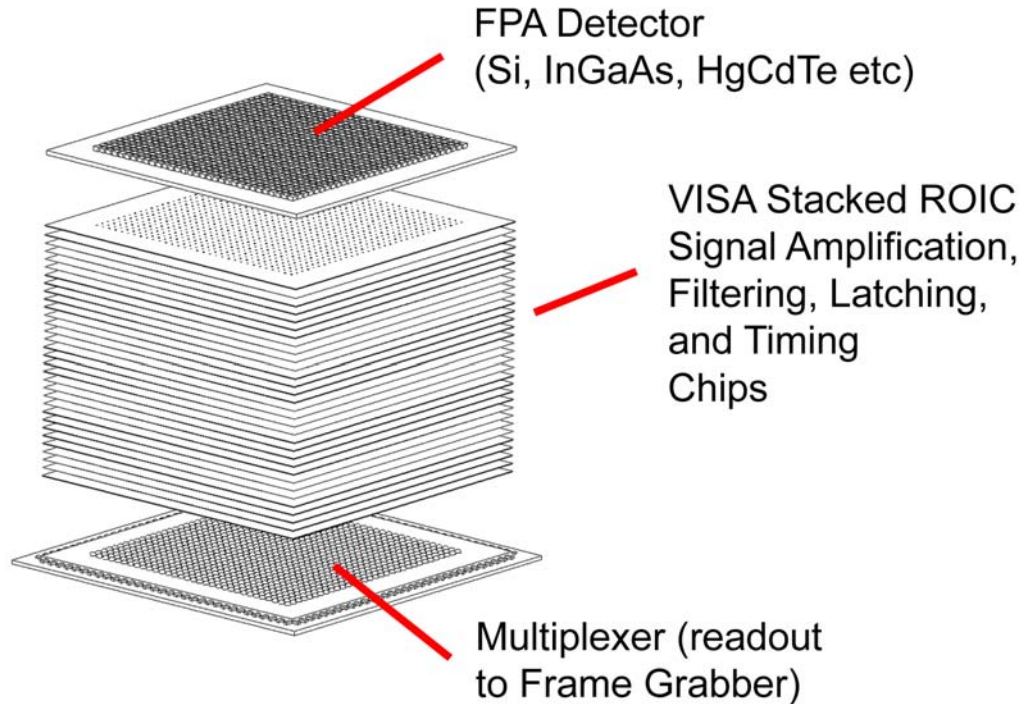 FPA Detector
(Si, InGaAs, HgCdTe etc)
VISA Stacked ROIC
Signal Amplification,
Filtering, Latching,
and Timing
Chips
Multiplexer (readout
to Frame Grabber)